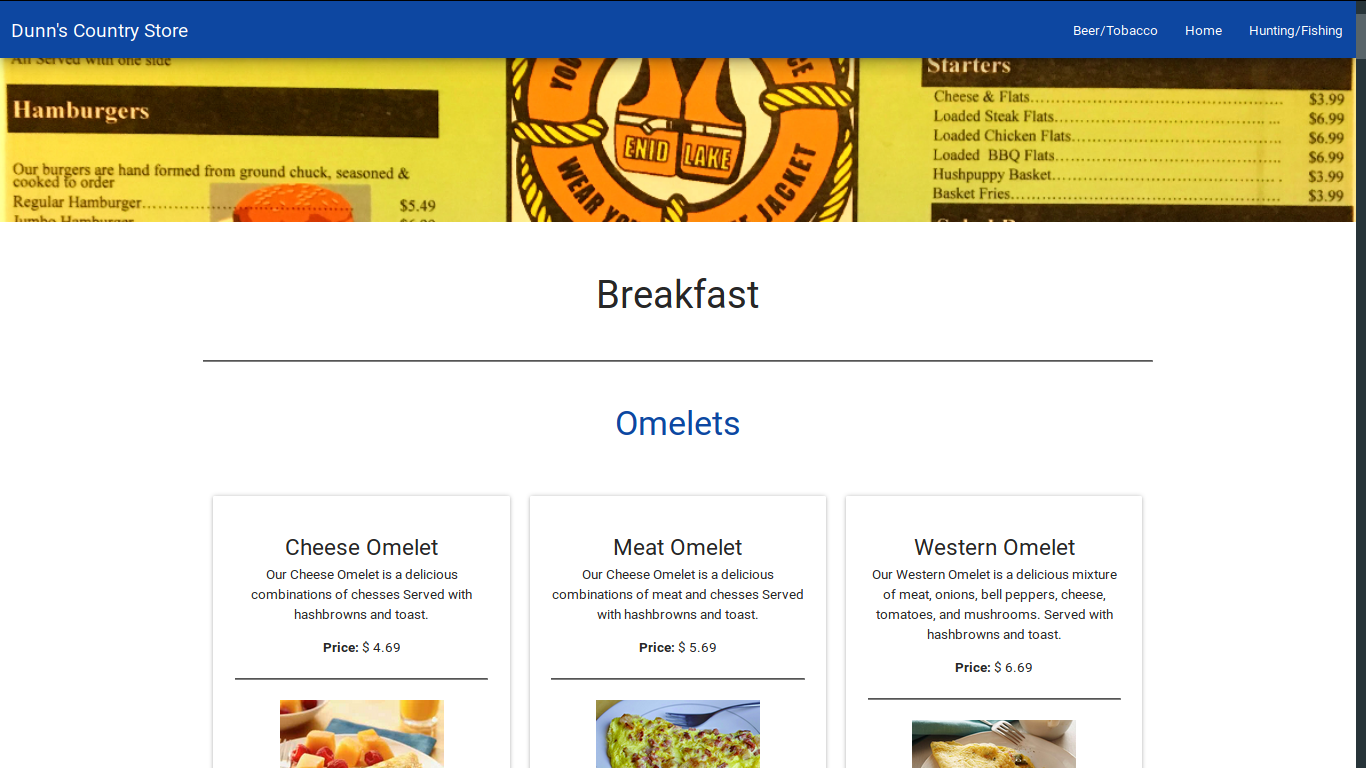 Dunn's Country Store
Beer/Tobacco
Home
Hunting/Fishing
All Served with one side
Hamburgers
Our burgers are hand formed from ground chuck, seasoned &
cooked to order
Regular Hamburger $5.49
Jumbo Hamburger
ENID LAKE
WEAR
JACKET
Starters
Cheese & Flats $3.99
Loaded Steak Flats $6.99
Loaded Chicken Flats $6.99
Loaded BBQ Flats $6.99
Hushpuppy Basket $3.99
Basket Fries $3.99
Breakfast
Omelets
Cheese Omelet
Our Cheese Omelet is a delicious
combinations of chesses Served with
hashbrowns and toast.
Price: $ 4.69
Meat Omelet
Our Cheese Omelet is a delicious
combinations of meat and chesses Served
with hashbrowns and toast.
Price: $ 5.69
Western Omelet
Our Western Omelet is a delicious mixture
of meat, onions, bell peppers, cheese,
tomatoes, and mushrooms. Served with
hashbrowns and toast.
Price: $ 6.69